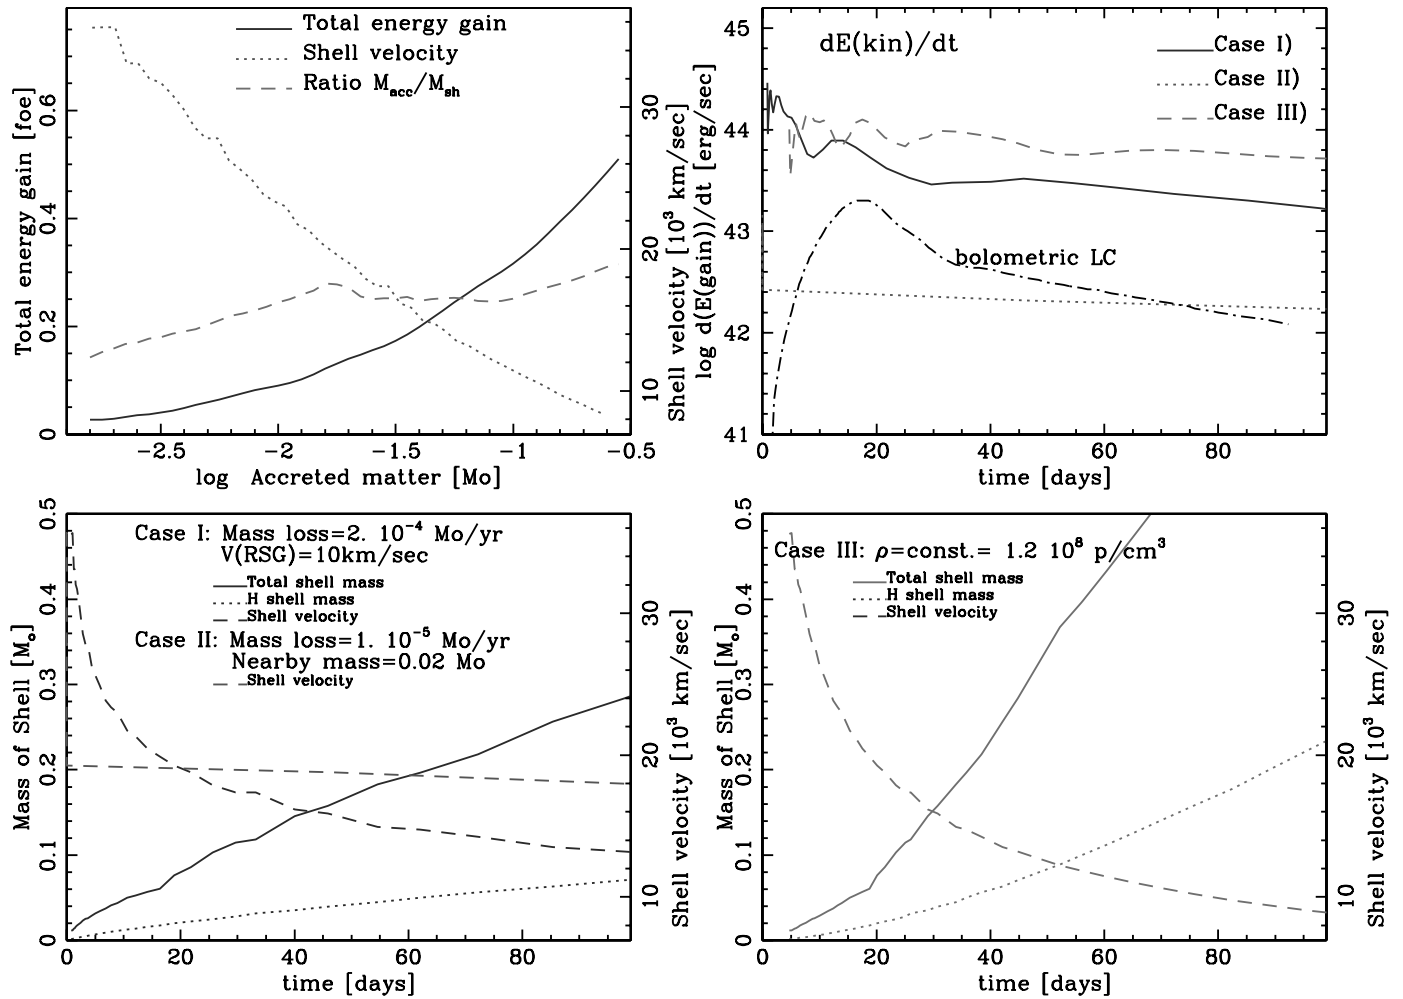 Total energy gain
Shell velocity
Ratio Macc/Msh
Total energy gain [foe]
0 0.2 0.4 0.6
Shell velocity [10³ km/sec]
10 20 30
−2.5 −2 −1.5 −1 −0.5
log Accreted matter [Mo]
dE(kin)/dt
Case I)
Case II)
Case III)
bolometric LC
log d(E(gain))/dt [erg/sec]
41 42 43 44 45
0 20 40 60 80
time [days]
Case I: Mass loss=2. 10⁻⁴ Mo/yr
V(RSG)=10km/sec
Total shell mass
H shell mass
Shell velocity
Case II: Mass loss=1. 10⁻⁵ Mo/yr
Nearby mass=0.02 Mo
Shell velocity
Mass of Shell [Mo]
0 0.1 0.2 0.3 0.4 0.5
Shell velocity [10³ km/sec]
10 20 30
0 20 40 60 80
time [days]
Case III: ρ=const.= 1.2 10⁸ p/cm³
Total shell mass
H shell mass
Shell velocity
Mass of Shell [Mo]
0 0.1 0.2 0.3 0.4 0.5
Shell velocity [10³ km/sec]
10 20 30
0 20 40 60 80
time [days]